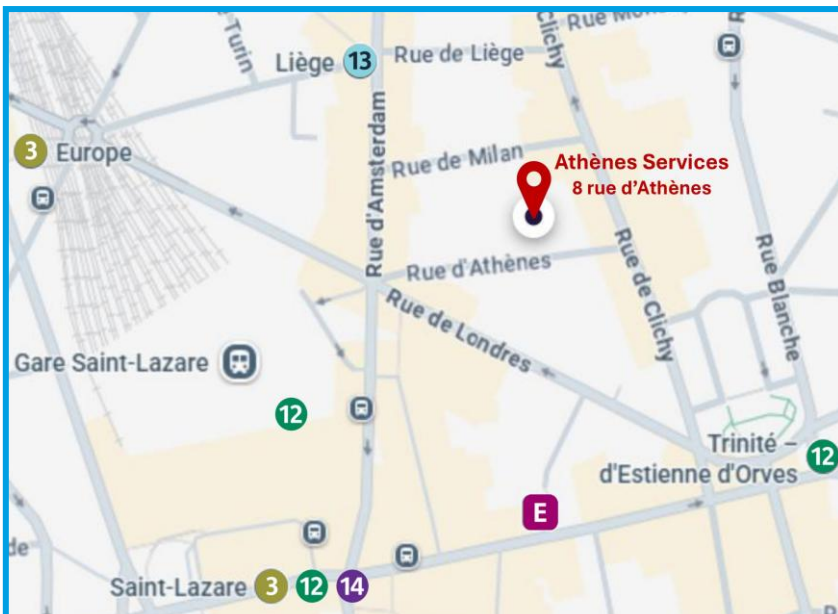 Turin
Clichy
Liège 13
Rue de Liège
3 Europe
Rue d'Amsterdam
Rue de Milan
Athènes Services
8 rue d'Athènes
Rue d'Athènes
Rue de Clichy
Rue Blanche
Rue de Londres
Gare Saint-Lazare
12
Trinité –
d'Estienne d'Orves
12
E
de
Saint-Lazare 3 12 14